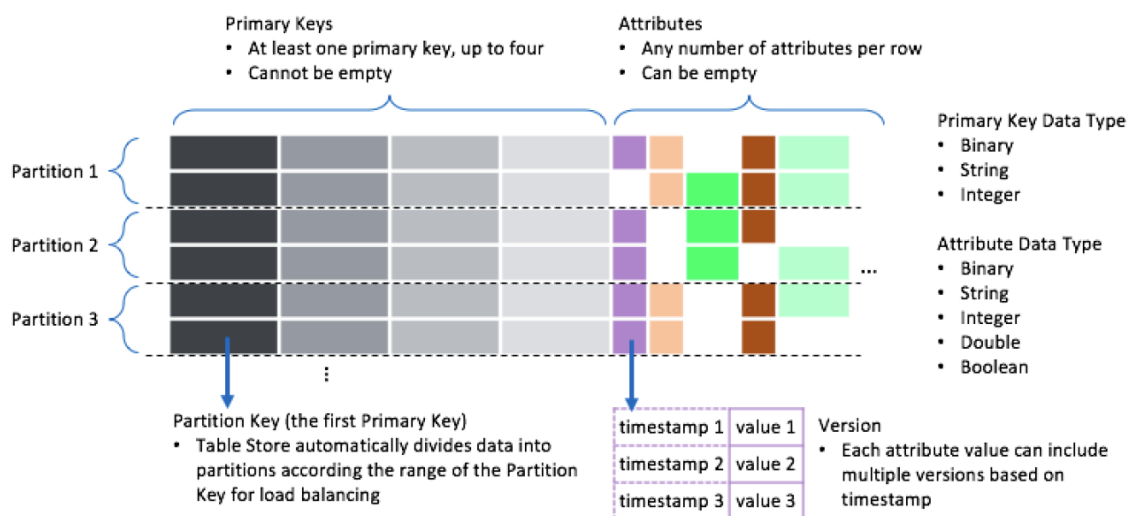 Primary Keys
• At least one primary key, up to four
• Cannot be empty
Attributes
• Any number of attributes per row
• Can be empty
Partition 1
Partition 2
Partition 3
...
⋮
Primary Key Data Type
• Binary
• String
• Integer
Attribute Data Type
• Binary
• String
• Integer
• Double
• Boolean
Partition Key (the first Primary Key)
• Table Store automatically divides data into
partitions according the range of the Partition
Key for load balancing
timestamp 1 value 1
timestamp 2 value 2
timestamp 3 value 3
Version
• Each attribute value can include
multiple versions based on
timestamp